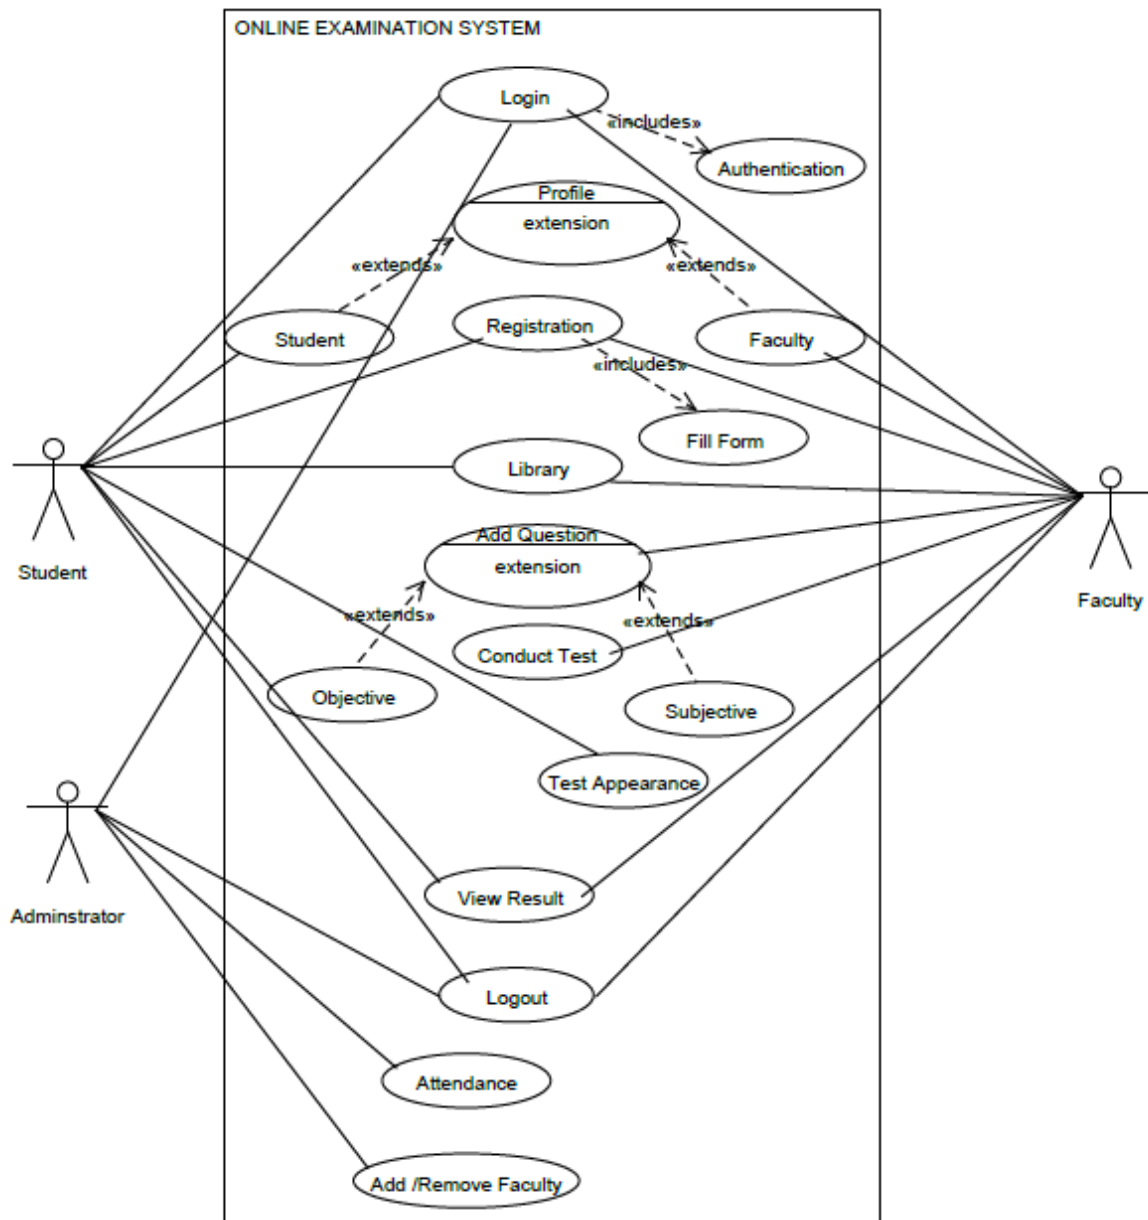 ONLINE EXAMINATION SYSTEM
Login
«includes»
Authentication
Profile
extension
«extends»
«extends»
Student
Registration
Faculty
«includes»
Fill Form
Library
Student
Add Question
extension
Faculty
«extends»
«extends»
Conduct Test
Objective
Subjective
Test Appearance
Adminstrator
View Result
Logout
Attendance
Add /Remove Faculty